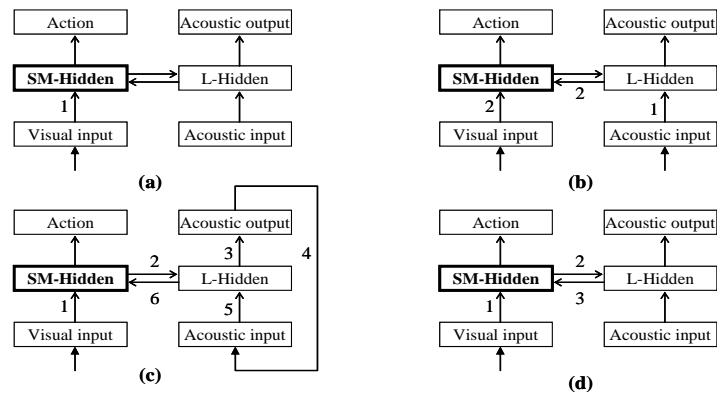 Action Acoustic output
SM-Hidden L-Hidden
1
Visual input Acoustic input
(a)
Action Acoustic output
SM-Hidden L-Hidden
2 2 1
Visual input Acoustic input
(b)
Action Acoustic output
2 3 4
SM-Hidden L-Hidden
6
1 5
Visual input Acoustic input
(c)
Action Acoustic output
2
SM-Hidden L-Hidden
3
1
Visual input Acoustic input
(d)